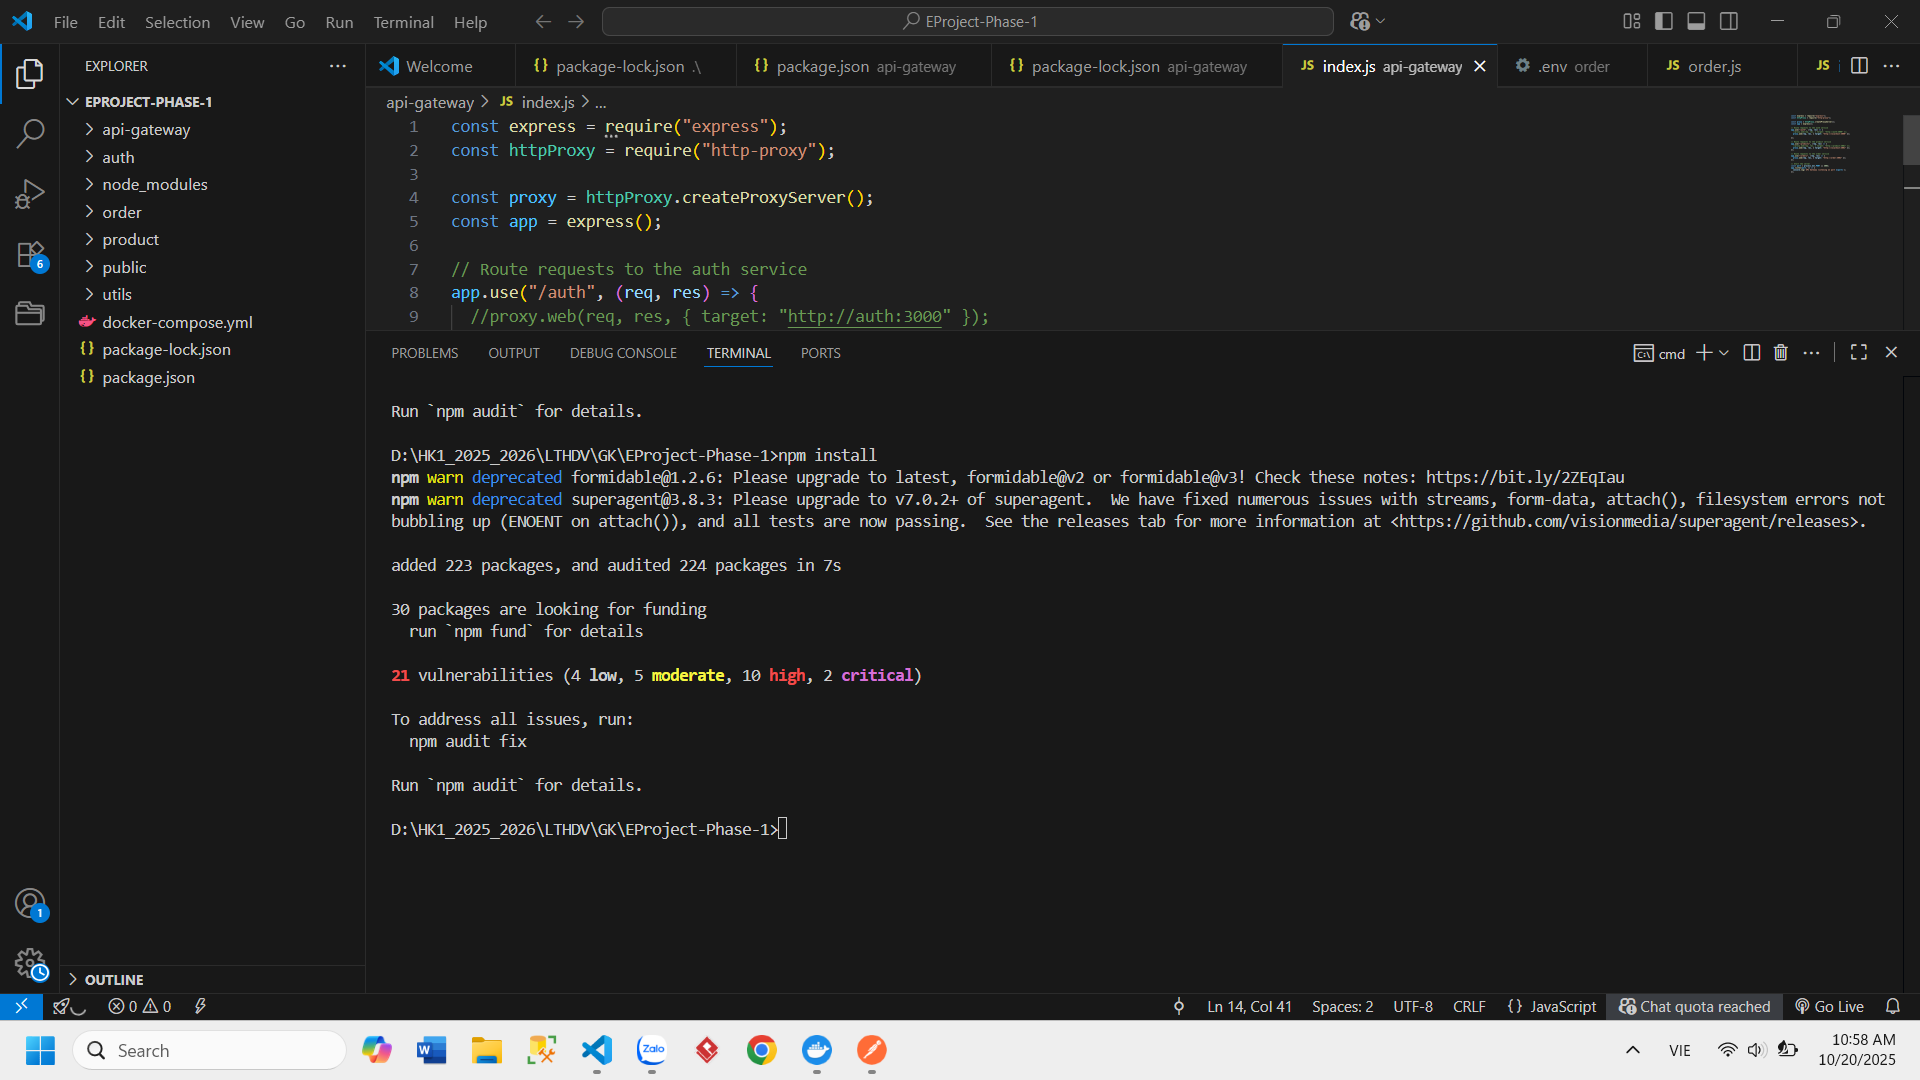 File Edit Selection View Go Run Terminal Help
EProject-Phase-1
EXPLORER
EPROJECT-PHASE-1
api-gateway
auth
node_modules
order
product
public
utils
docker-compose.yml
package-lock.json
package.json
OUTLINE
6
1
Welcome
package-lock.json .\
package.json api-gateway
package-lock.json api-gateway
JS index.js api-gateway
.env order
JS order.js
JS
api-gateway > JS index.js > ...
1 const express = require("express");
2 const httpProxy = require("http-proxy");
3
4 const proxy = httpProxy.createProxyServer();
5 const app = express();
6
7 // Route requests to the auth service
8 app.use("/auth", (req, res) => {
9 //proxy.web(req, res, { target: "http://auth:3000" });
PROBLEMS OUTPUT DEBUG CONSOLE TERMINAL PORTS
cmd
Run `npm audit` for details.
D:\HK1_2025_2026\LTHDV\GK\EProject-Phase-1>npm install
npm warn deprecated formidable@1.2.6: Please upgrade to latest, formidable@v2 or formidable@v3! Check these notes: https://bit.ly/2ZEqIau
npm warn deprecated superagent@3.8.3: Please upgrade to v7.0.2+ of superagent.  We have fixed numerous issues with streams, form-data, attach(), filesystem errors not
bubbling up (ENOENT on attach()), and all tests are now passing.  See the releases tab for more information at <https://github.com/visionmedia/superagent/releases>.
added 223 packages, and audited 224 packages in 7s
30 packages are looking for funding
run `npm fund` for details
21 vulnerabilities (4 low, 5 moderate, 10 high, 2 critical)
To address all issues, run:
npm audit fix
Run `npm audit` for details.
D:\HK1_2025_2026\LTHDV\GK\EProject-Phase-1>
0 0
Ln 14, Col 41 Spaces: 2 UTF-8 CRLF {} JavaScript Chat quota reached Go Live
Search
Zalo
VIE
10:58 AM
10/20/2025